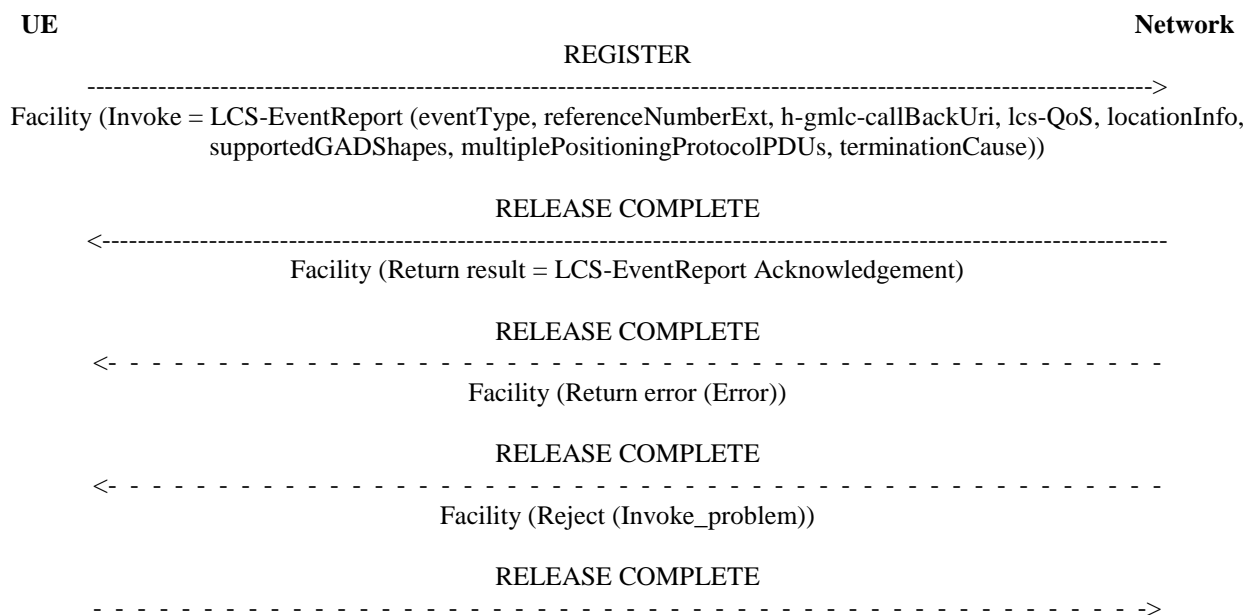 UE Network
REGISTER
------------------------------------------------------------------------------------------------------------------------>
Facility (Invoke = LCS-EventReport (eventType, referenceNumberExt, h-gmlc-callBackUri, lcs-QoS, locationInfo,
supportedGADShapes, multiplePositioningProtocolPDUs, terminationCause))
RELEASE COMPLETE
<------------------------------------------------------------------------------------------------------------------------
Facility (Return result = LCS-EventReport Acknowledgement)
RELEASE COMPLETE
<- - - - - - - - - - - - - - - - - - - - - - - - - - - - - - - - - - - - - - - - - - - - - - - -
Facility (Return error (Error))
RELEASE COMPLETE
<- - - - - - - - - - - - - - - - - - - - - - - - - - - - - - - - - - - - - - - - - - - - - - - -
Facility (Reject (Invoke_problem))
RELEASE COMPLETE
- - - - - - - - - - - - - - - - - - - - - - - - - - - - - - - - - - - - - - - - - - - - - - - ->